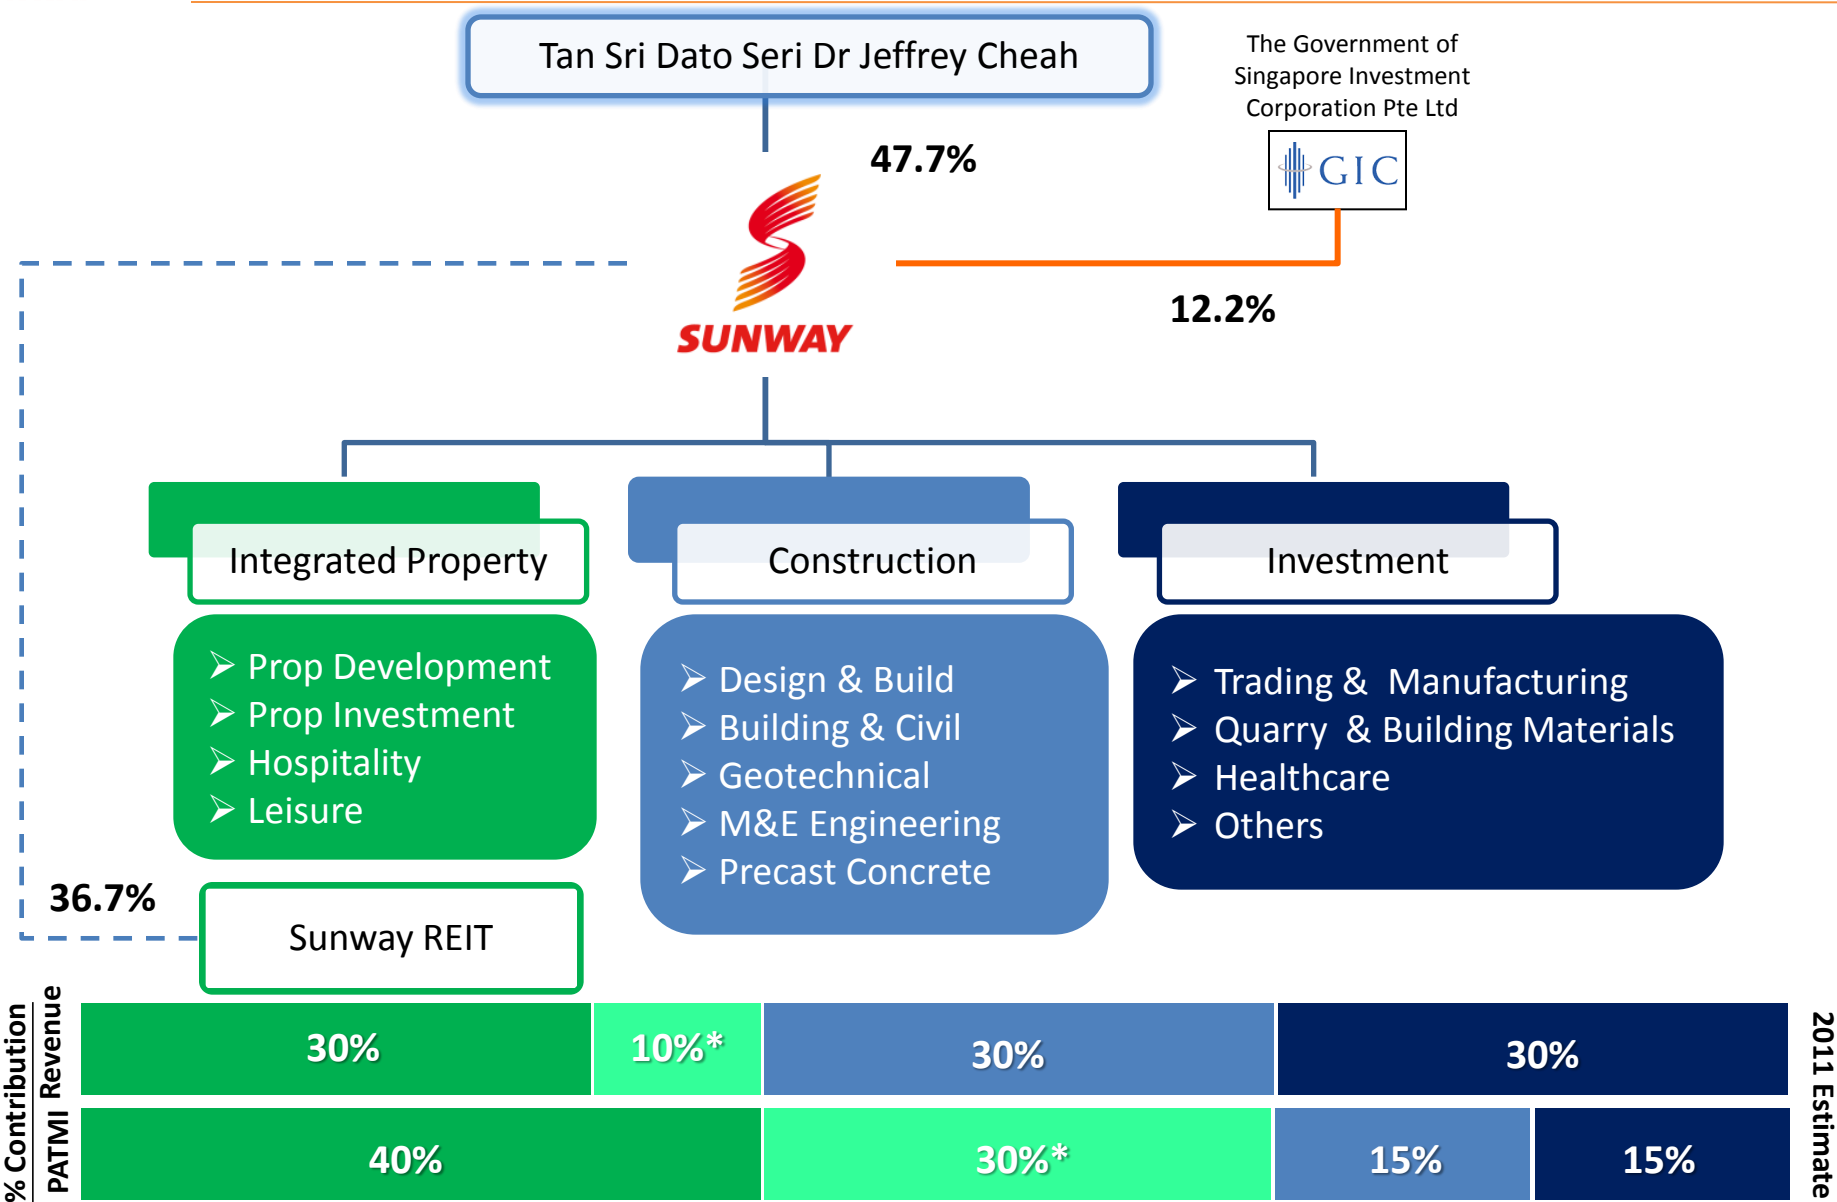 Tan Sri Dato Seri Dr Jeffrey Cheah
The Government of
Singapore Investment
Corporation Pte Ltd
GIC
47.7%
12.2%
SUNWAY
Integrated Property
Construction
Investment
➢ Prop Development
➢ Prop Investment
➢ Hospitality
➢ Leisure
➢ Design & Build
➢ Building & Civil
➢ Geotechnical
➢ M&E Engineering
➢ Precast Concrete
➢ Trading & Manufacturing
➢ Quarry & Building Materials
➢ Healthcare
➢ Others
36.7%
Sunway REIT
% Contribution
Revenue
30%
10%*
30%
30%
PATMI
40%
30%*
15%
15%
2011 Estimate